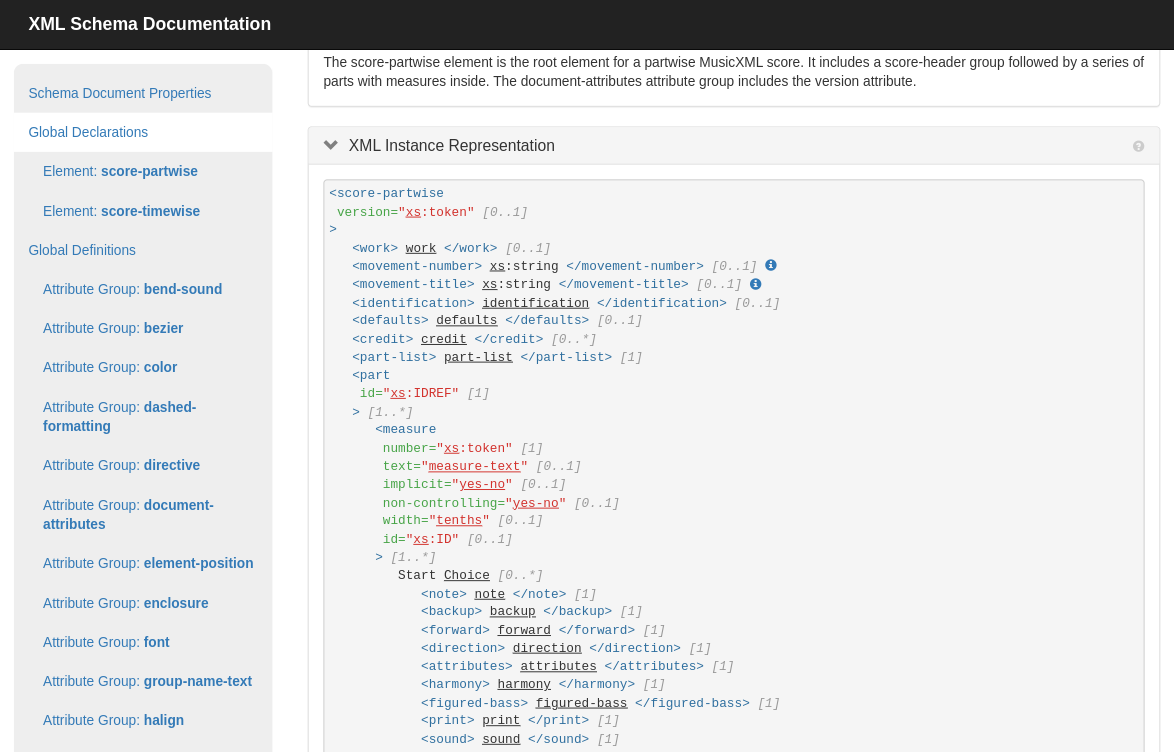 XML Schema Documentation
Schema Document Properties
Global Declarations
Element: score-partwise
Element: score-timewise
Global Definitions
Attribute Group: bend-sound
Attribute Group: bezier
Attribute Group: color
Attribute Group: dashed-
formatting
Attribute Group: directive
Attribute Group: document-
attributes
Attribute Group: element-position
Attribute Group: enclosure
Attribute Group: font
Attribute Group: group-name-text
Attribute Group: halign
The score-partwise element is the root element for a partwise MusicXML score. It includes a score-header group followed by a series of
parts with measures inside. The document-attributes attribute group includes the version attribute.
XML Instance Representation
<score-partwise
 version="xs:token" [0..1]
>
   <work> work </work> [0..1]
   <movement-number> xs:string </movement-number> [0..1]
   <movement-title> xs:string </movement-title> [0..1]
   <identification> identification </identification> [0..1]
   <defaults> defaults </defaults> [0..1]
   <credit> credit </credit> [0..*]
   <part-list> part-list </part-list> [1]
   <part
    id="xs:IDREF" [1]
   > [1..*]
      <measure
       number="xs:token" [1]
       text="measure-text" [0..1]
       implicit="yes-no" [0..1]
       non-controlling="yes-no" [0..1]
       width="tenths" [0..1]
       id="xs:ID" [0..1]
      > [1..*]
         Start Choice [0..*]
            <note> note </note> [1]
            <backup> backup </backup> [1]
            <forward> forward </forward> [1]
            <direction> direction </direction> [1]
            <attributes> attributes </attributes> [1]
            <harmony> harmony </harmony> [1]
            <figured-bass> figured-bass </figured-bass> [1]
            <print> print </print> [1]
            <sound> sound </sound> [1]